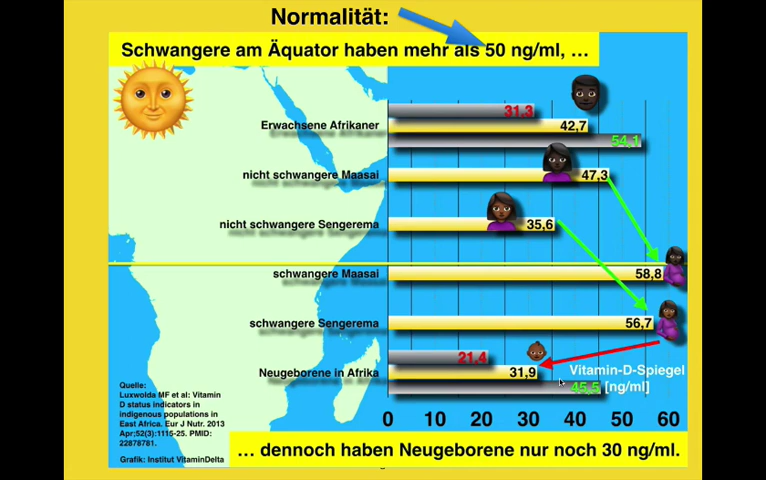 Normalität:
Schwangere am Äquator haben mehr als 50 ng/ml, …
31,3
Erwachsene Afrikaner
42,7
54,1
nicht schwangere Maasai
47,3
nicht schwangere Sengerema
35,6
schwangere Maasai
58,8
schwangere Sengerema
56,7
21,4
Neugeborene in Afrika
31,9
Vitamin-D-Spiegel
45,5 [ng/ml]
Quelle:
Luxwolda MF et al: Vitamin
D status indicators in
indigenous populations in
East Africa. Eur J Nutr. 2013
Apr;52(3):1115-25. PMID:
22878781.
Grafik: Institut VitaminDelta
0 10 20 30 40 50 60
… dennoch haben Neugeborene nur noch 30 ng/ml.